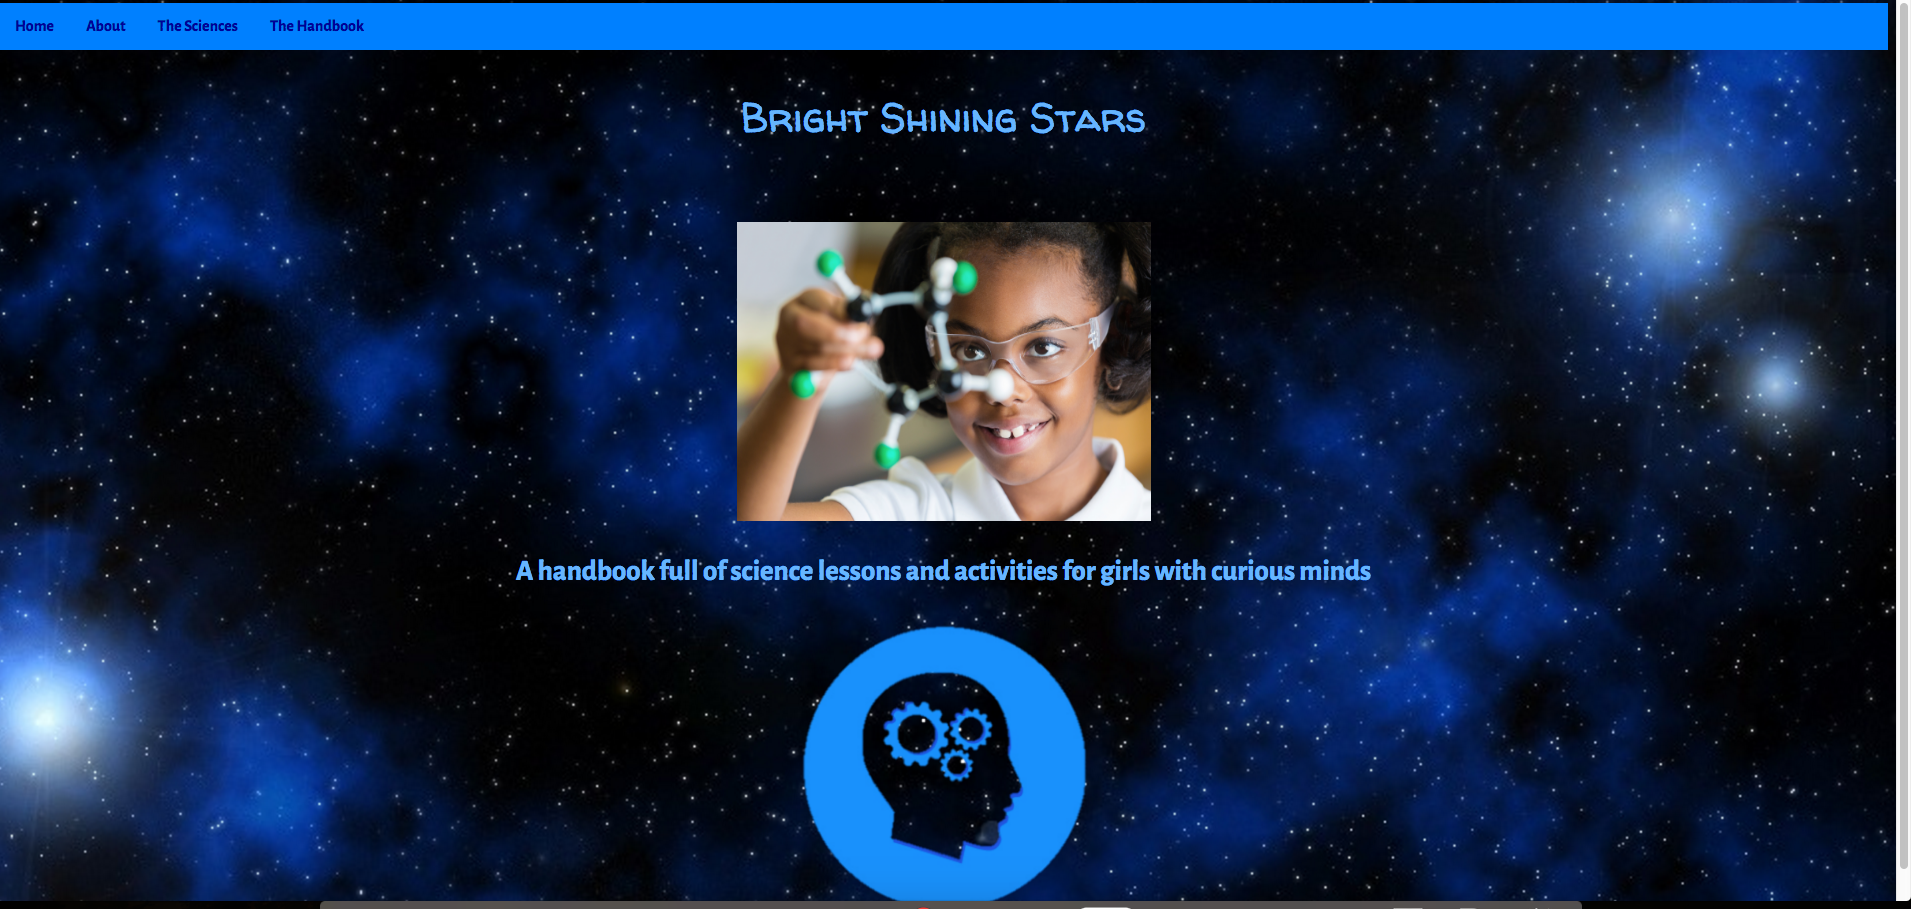 Home About The Sciences The Handbook
Bright Shining Stars
A handbook full of science lessons and activities for girls with curious minds